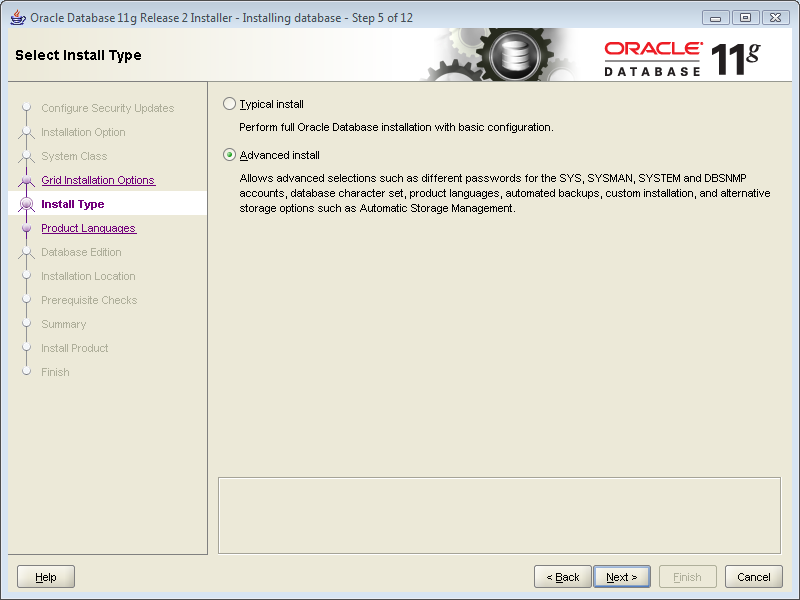 Oracle Database 11g Release 2 Installer - Installing database - Step 5 of 12
Select Install Type
ORACLE
DATABASE 11g
Configure Security Updates
Installation Option
System Class
Grid Installation Options
Install Type
Product Languages
Database Edition
Installation Location
Prerequisite Checks
Summary
Install Product
Finish
Typical install
Perform full Oracle Database installation with basic configuration.
Advanced install
Allows advanced selections such as different passwords for the SYS, SYSMAN, SYSTEM and DBSNMP
accounts, database character set, product languages, automated backups, custom installation, and alternative
storage options such as Automatic Storage Management.
Help
< Back
Next >
Finish
Cancel